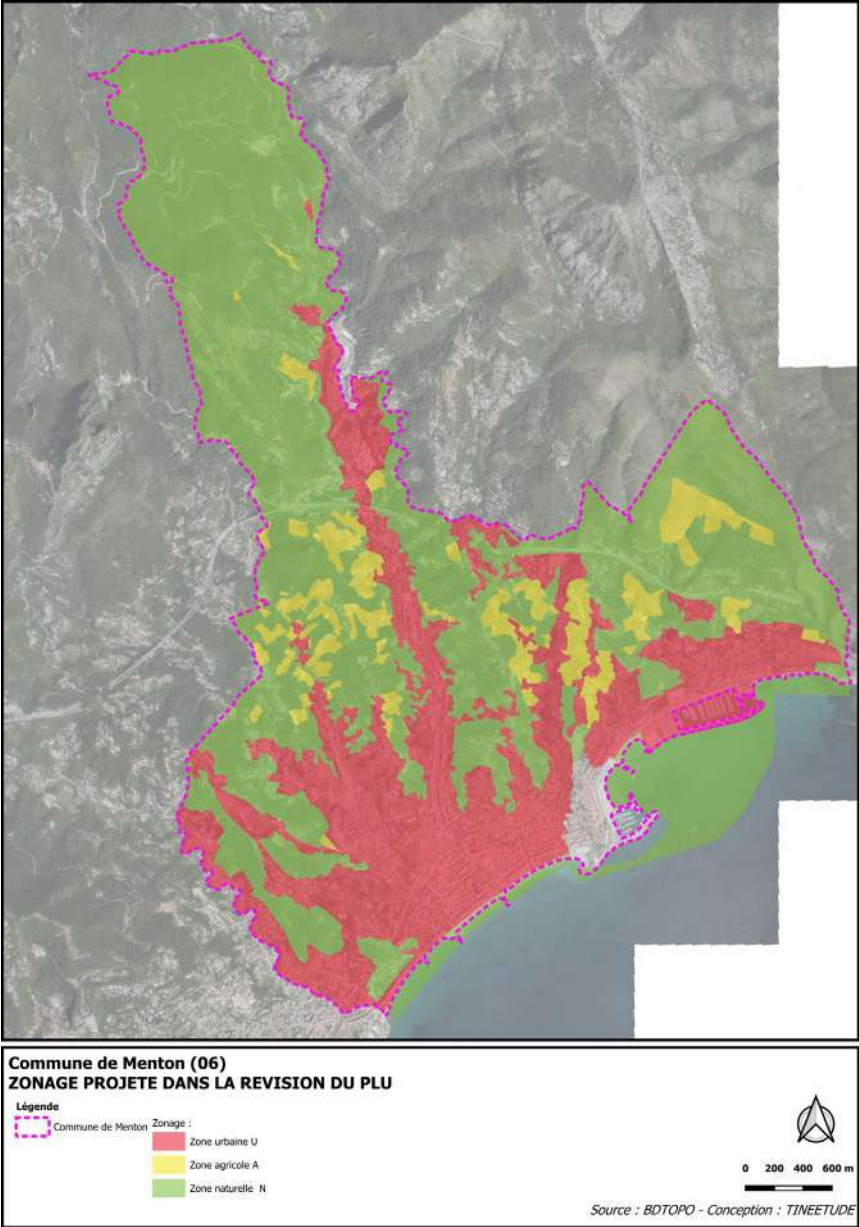 Commune de Menton (06)
ZONAGE PROJETE DANS LA REVISION DU PLU
Légende
Commune de Menton
Zonage :
Zone urbaine U
Zone agricole A
Zone naturelle N
0 200 400 600 m
Source : BDTOPO - Conception : TINEETUDE